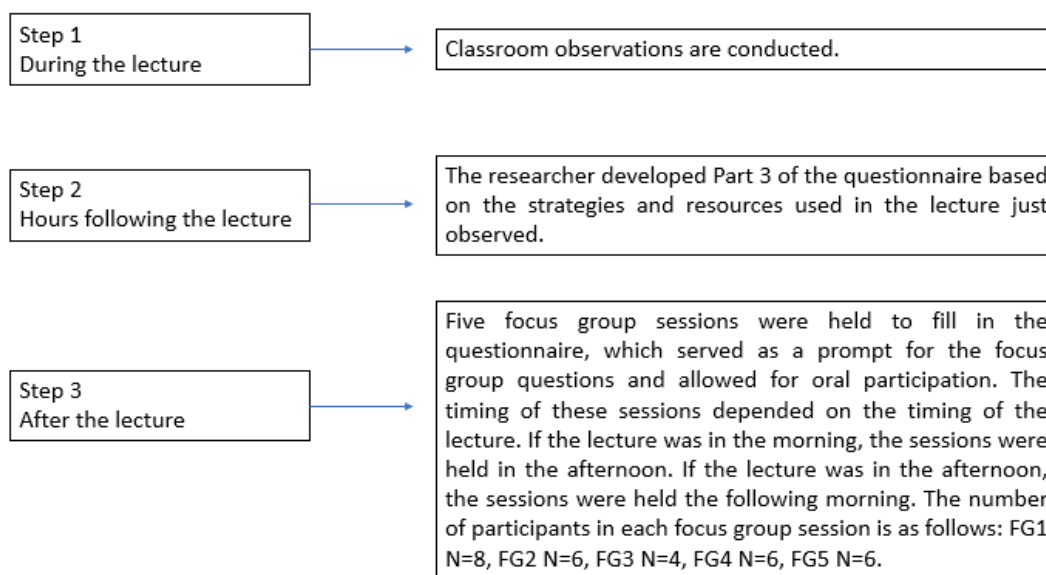 Step 1
During the lecture
Classroom observations are conducted.
Step 2
Hours following the lecture
The researcher developed Part 3 of the questionnaire based
on the strategies and resources used in the lecture just
observed.
Step 3
After the lecture
Five focus group sessions were held to fill in the
questionnaire, which served as a prompt for the focus
group questions and allowed for oral participation. The
timing of these sessions depended on the timing of the
lecture. If the lecture was in the morning, the sessions were
held in the afternoon. If the lecture was in the afternoon,
the sessions were held the following morning. The number
of participants in each focus group session is as follows: FG1
N=8, FG2 N=6, FG3 N=4, FG4 N=6, FG5 N=6.